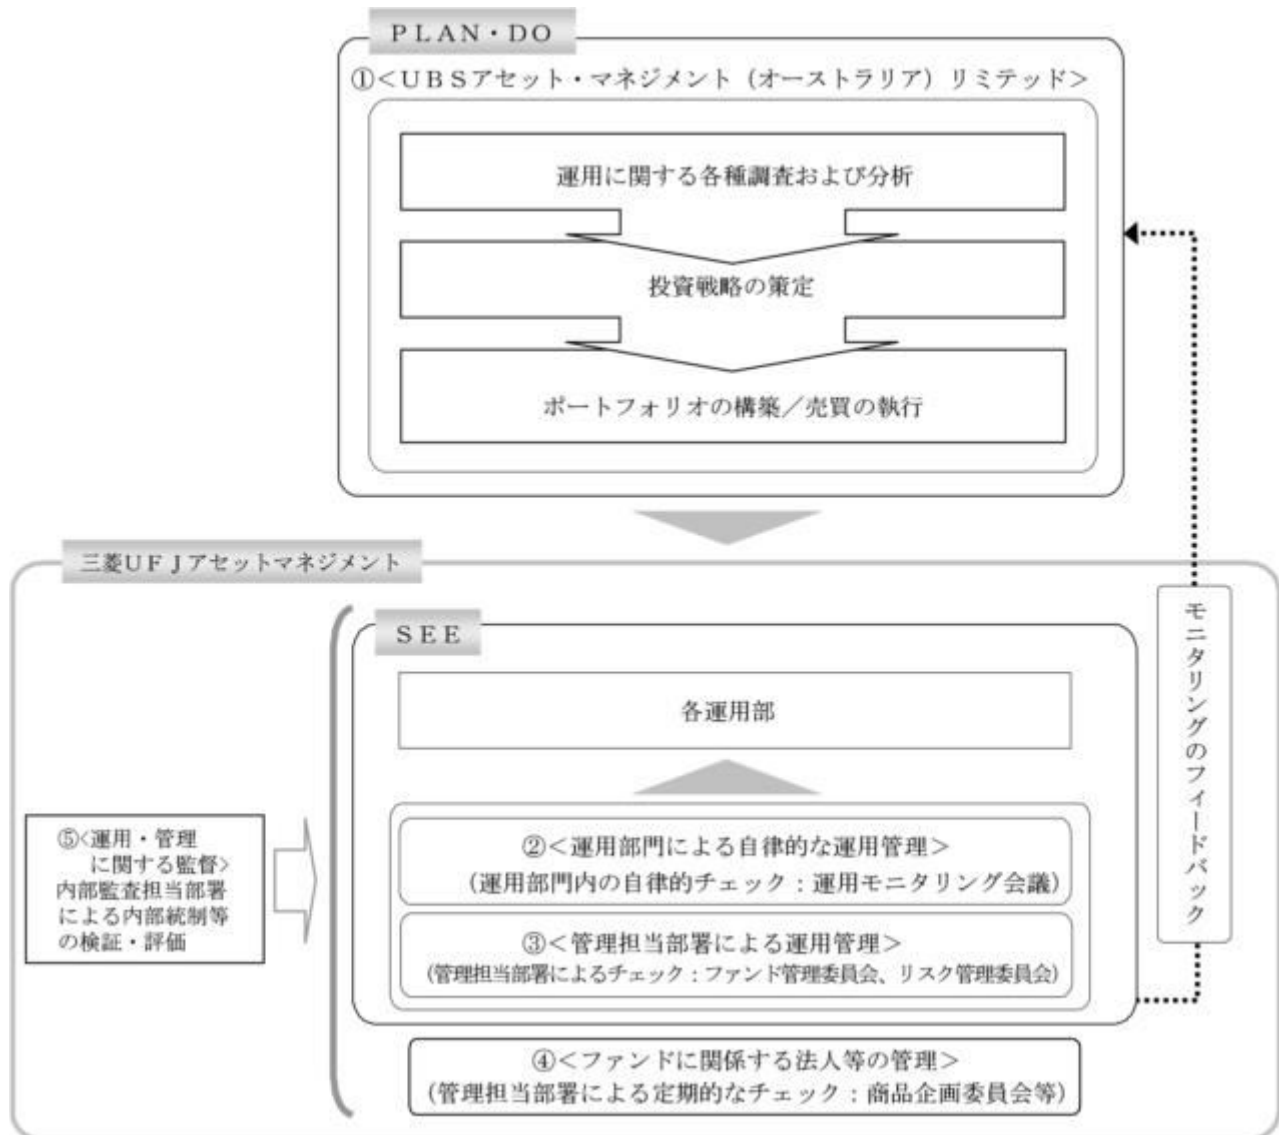 ＰＬＡＮ・ＤＯ
①＜ＵＢＳアセット・マネジメント（オーストラリア）リミテッド＞
運用に関する各種調査および分析
投資戦略の策定
ポートフォリオの構築／売買の執行
三菱ＵＦＪアセットマネジメント
ＳＥＥ
各運用部
②＜運用部門による自律的な運用管理＞
（運用部門内の自律的チェック：運用モニタリング会議）
③＜管理担当部署による運用管理＞
（管理担当部署によるチェック：ファンド管理委員会、リスク管理委員会）
④＜ファンドに関係する法人等の管理＞
（管理担当部署による定期的なチェック：商品企画委員会等）
⑤＜運用・管理
に関する監督＞
内部監査担当部署
による内部統制等
の検証・評価
モニタリングのフィードバック